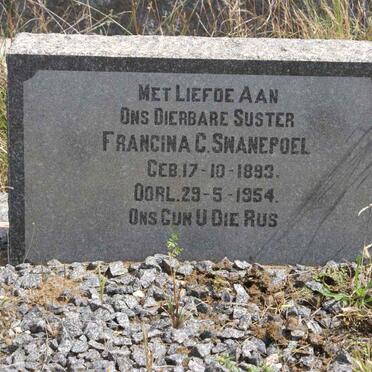 Met Liefde Aan
Ons Dierbare Suster
Francina C. Swanepoel
Geb. 17-10-1893.
Oorl. 29-5-1954.
Ons Gun U Die Rus